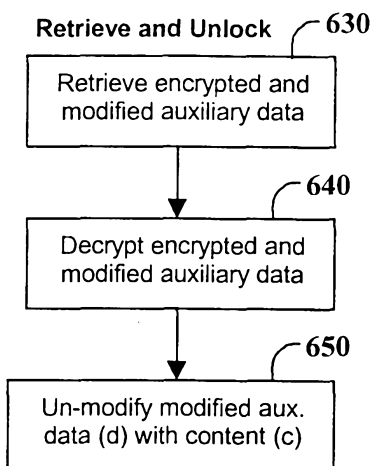 Retrieve and Unlock
630
Retrieve encrypted and
modified auxiliary data
640
Decrypt encrypted and
modified auxiliary data
650
Un-modify modified aux.
data (d) with content (c)